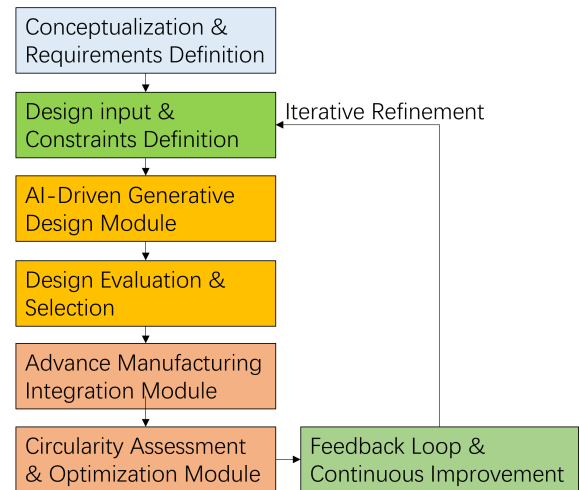 Conceptualization &
Requirements Definition
Design input &
Constraints Definition
Iterative Refinement
AI-Driven Generative
Design Module
Design Evaluation &
Selection
Advance Manufacturing
Integration Module
Circularity Assessment
& Optimization Module
Feedback Loop &
Continuous Improvement